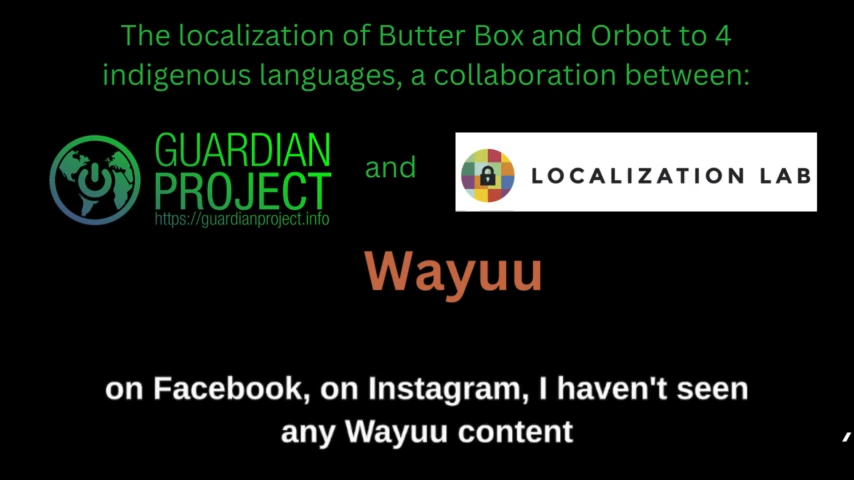 The localization of Butter Box and Orbot to 4
indigenous languages, a collaboration between:
GUARDIAN
PROJECT
https://guardianproject.info
and
LOCALIZATION LAB
Wayuu
on Facebook, on Instagram, I haven't seen
any Wayuu content